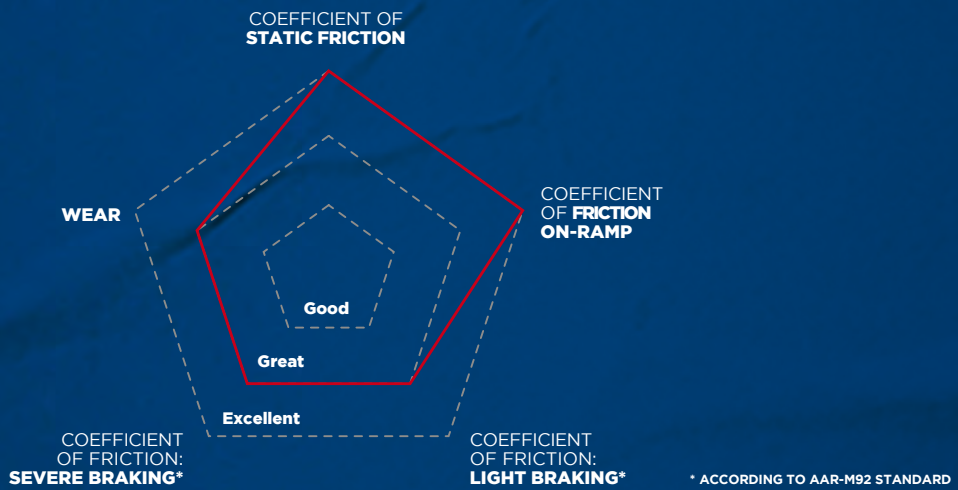 COEFFICIENT OF
STATIC FRICTION
WEAR
COEFFICIENT
OF FRICTION
ON-RAMP
Good
Great
Excellent
COEFFICIENT
OF FRICTION:
SEVERE BRAKING*
COEFFICIENT
OF FRICTION:
LIGHT BRAKING*
* ACCORDING TO AAR-M92 STANDARD